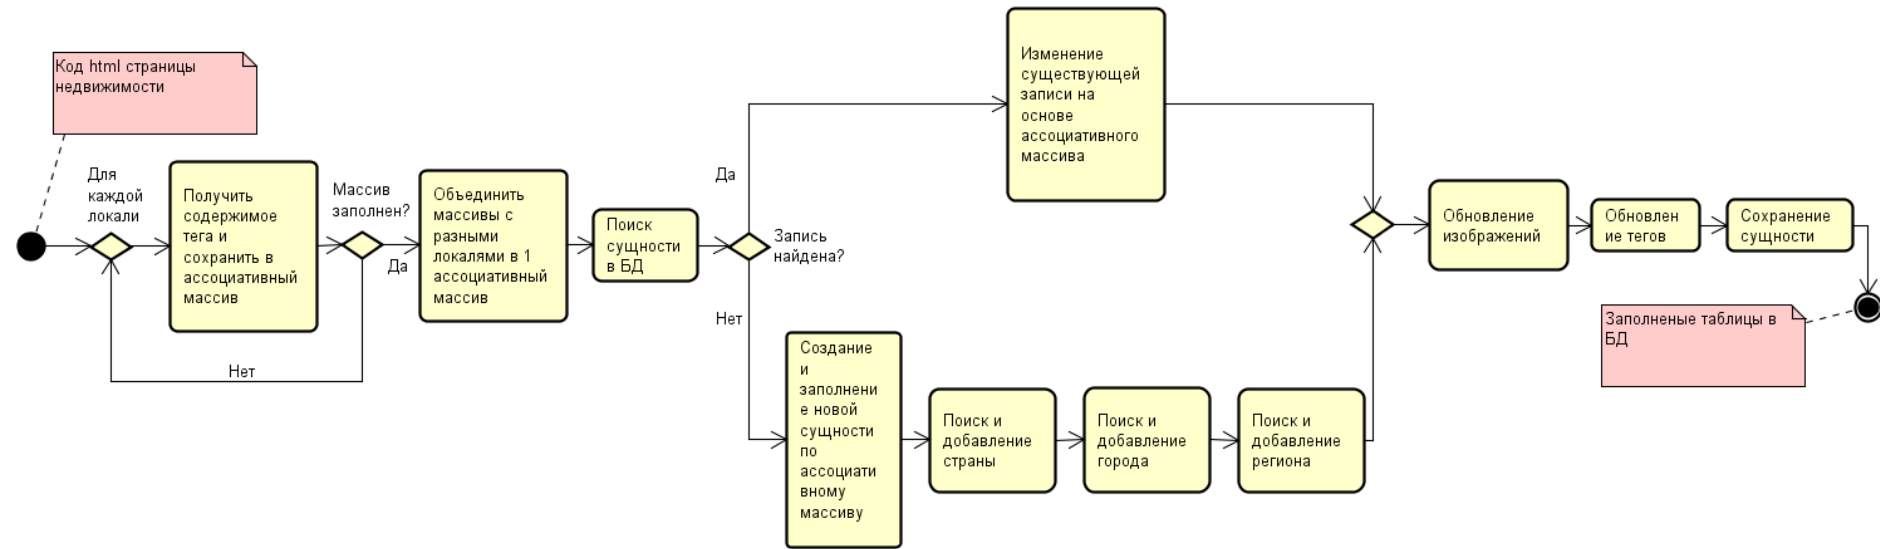 Код html страницы
недвижимости
Для
каждой
локали
Получить
содержимое
тега и
сохранить в
ассоциативный
массив
Массив
заполнен?
Да
Нет
Объединить
массивы с
разными
локалями в 1
ассоциативный
массив
Поиск
сущности
в БД
Запись
найдена?
Да
Изменение
существующей
записи на
основе
ассоциативного
массива
Нет
Создание
и
заполнени
е новой
сущности
по
ассоциати
вному
массиву
Поиск и
добавление
страны
Поиск и
добавление
города
Поиск и
добавление
региона
Обновление
изображений
Обновлен
ие тегов
Сохранение
сущности
Заполненые таблицы в
БД